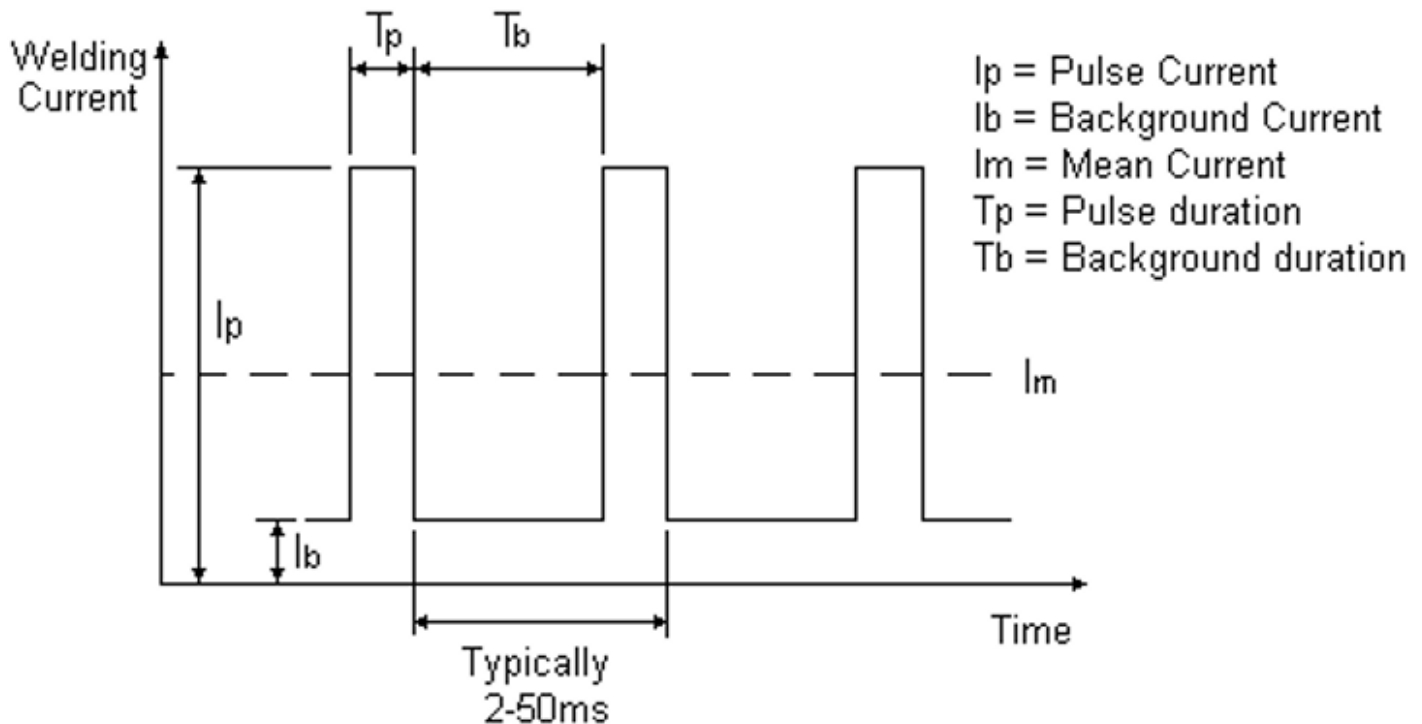 Welding
Current
Tp
Tb
Ip = Pulse Current
Ib = Background Current
Im = Mean Current
Tp = Pulse duration
Tb = Background duration
Ip
Im
Ib
Time
Typically
2-50ms